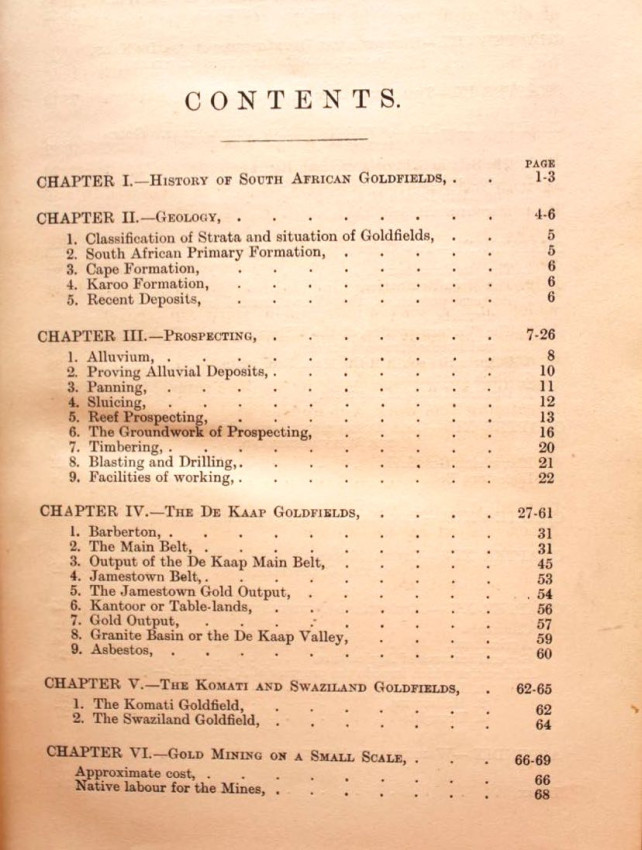 CONTENTS.
PAGE
CHAPTER I.—History of South African Goldfields, . . 1-3
CHAPTER II.—Geology, . . . . . . . . 4-6
1. Classification of Strata and situation of Goldfields, . . 5
2. South African Primary Formation, . . . . . 5
3. Cape Formation, . . . . . . . . 6
4. Karoo Formation, . . . . . . . . 6
5. Recent Deposits, . . . . . . . . 6
CHAPTER III.—Prospecting, . . . . . . . 7-26
1. Alluvium, . . . . . . . . . . 8
2. Proving Alluvial Deposits, . . . . . . . 10
3. Panning, . . . . . . . . . . 11
4. Sluicing, . . . . . . . . . . 12
5. Reef Prospecting, . . . . . . . . 13
6. The Groundwork of Prospecting, . . . . . 16
7. Timbering, . . . . . . . . . . 20
8. Blasting and Drilling, . . . . . . . . 21
9. Facilities of working, . . . . . . . . 22
CHAPTER IV.—The De Kaap Goldfields, . . . . 27-61
1. Barberton, . . . . . . . . . . 31
2. The Main Belt, . . . . . . . . . 31
3. Output of the De Kaap Main Belt, . . . . . 45
4. Jamestown Belt, . . . . . . . . . 53
5. The Jamestown Gold Output, . . . . . . . 54
6. Kantoor or Table-lands, . . . . . . . 56
7. Gold Output, . . . . . . . . . 57
8. Granite Basin or the De Kaap Valley, . . . . 59
9. Asbestos, . . . . . . . . . . 60
CHAPTER V.—The Komati and Swaziland Goldfields, . 62-65
1. The Komati Goldfield, . . . . . . . 62
2. The Swaziland Goldfield, . . . . . . . 64
CHAPTER VI.—Gold Mining on a Small Scale, . . . 66-69
Approximate cost, . . . . . . . . . 66
Native labour for the Mines, . . . . . . . 68